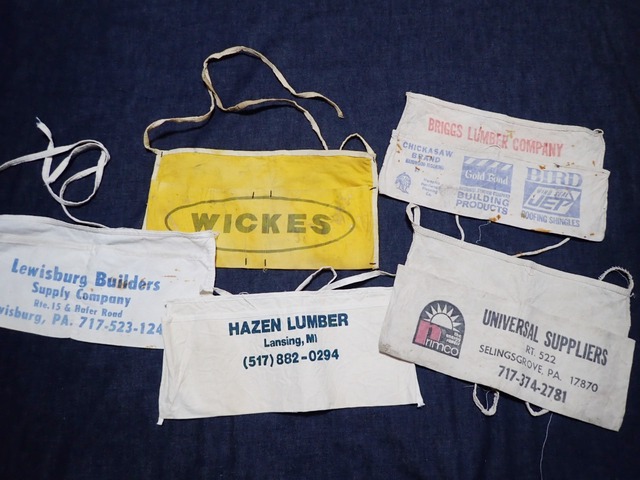 BRIGGS LUMBER COMPANY
CHICKASAW
BRAND
Gold Bond
BUILDING
PRODUCTS
BIRD
JET
ROOFING SHINGLES
WICKES
Lewisburg Builders
Supply Company
Rte. 15 & Hafer Road
wisburg, PA. 717-523-124
HAZEN LUMBER
Lansing, MI
(517) 882-0294
Primco
UNIVERSAL SUPPLIERS
RT. 522
SELINGSGROVE, PA. 17870
717-374-2781